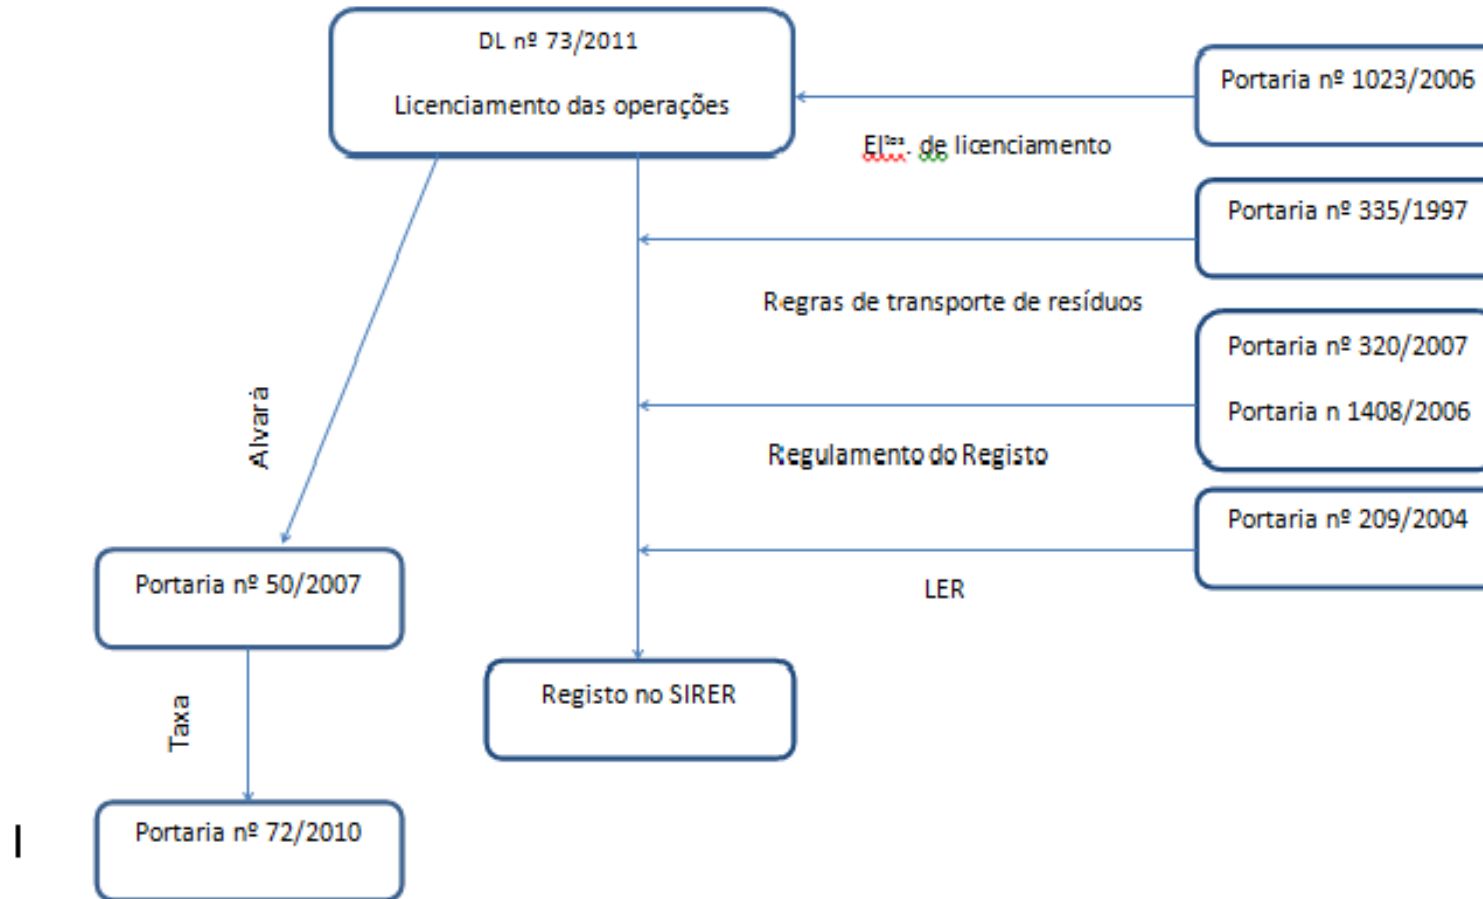 DL nº 73/2011
Licenciamento das operações
Portaria nº 1023/2006
Eltos. de licenciamento
Portaria nº 335/1997
Regras de transporte de resíduos
Portaria nº 320/2007
Portaria n 1408/2006
Alvará
Regulamento do Registo
Portaria nº 209/2004
LER
Portaria nº 50/2007
Registo no SIRER
Taxa
Portaria nº 72/2010